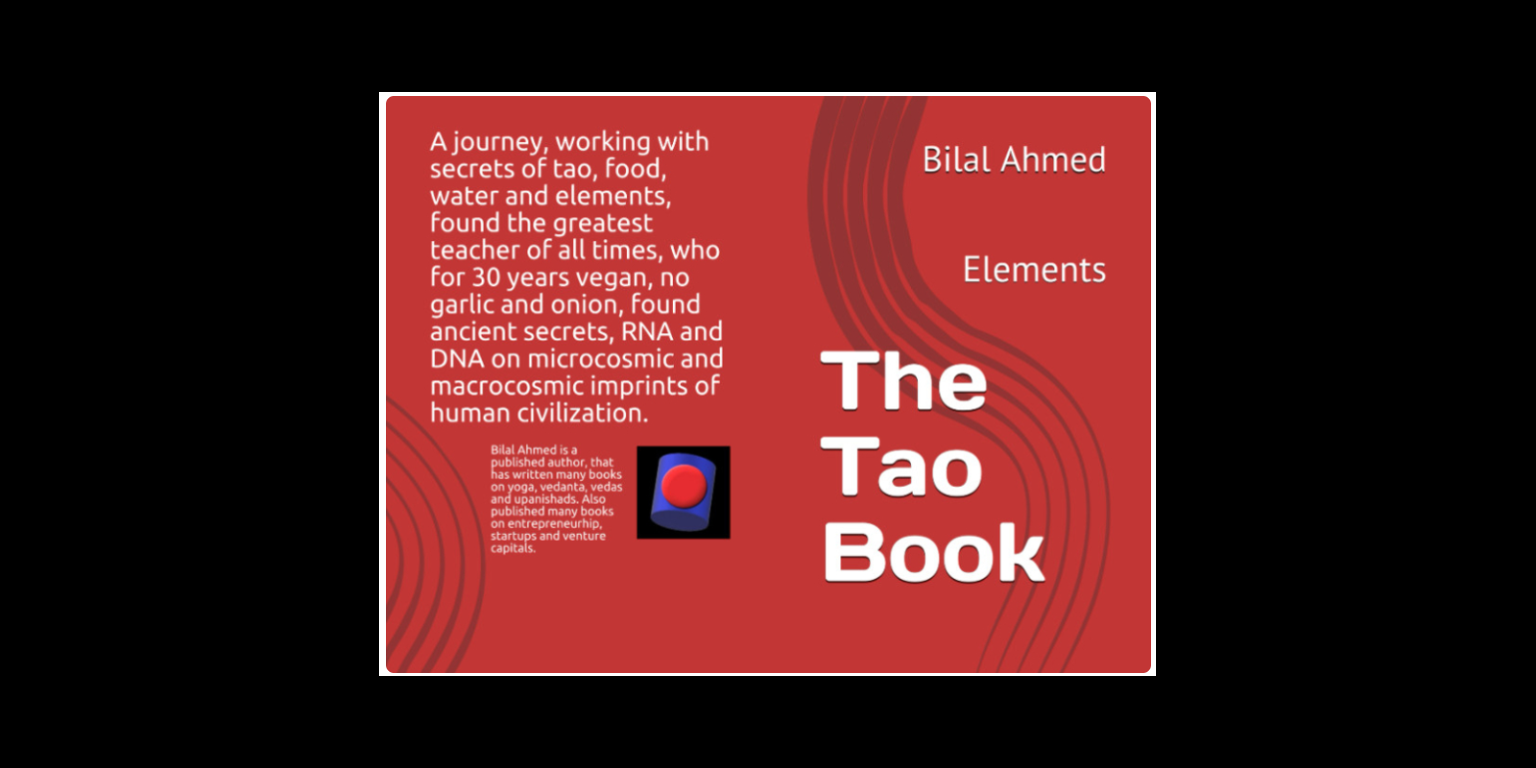 A journey, working with
secrets of tao, food,
water and elements,
found the greatest
teacher of all times, who
for 30 years vegan, no
garlic and onion, found
ancient secrets, RNA and
DNA on microcosmic and
macrocosmic imprints of
human civilization.
Bilal Ahmed is a
published author, that
has written many books
on yoga, vedanta, vedas
and upanishads. Also
published many books
on entrepreneurhip,
startups and venture
capitals.
Bilal Ahmed
Elements
The
Tao
Book